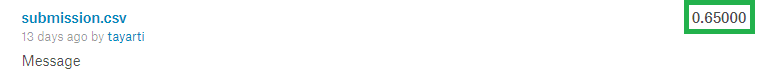 submission.csv 0.65000
13 days ago by tayarti
Message